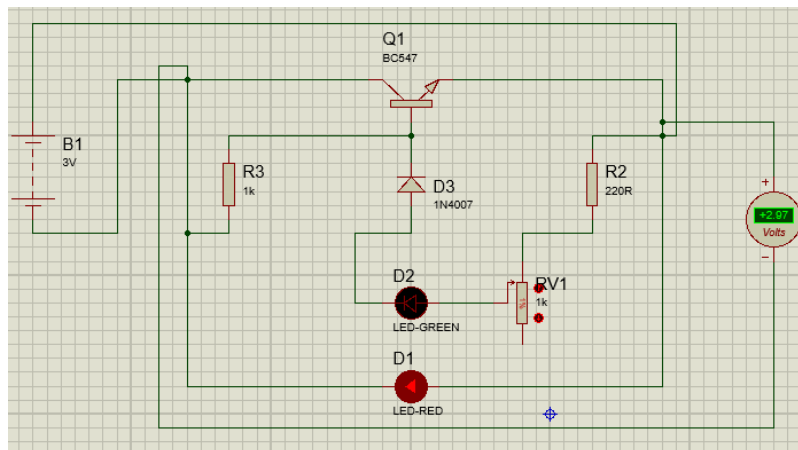 Q1
BC547
B1
3V
R3
1k
D3
1N4007
R2
220R
+
+2.97
Volts
D2
LED-GREEN
RV1
1k
D1
LED-RED